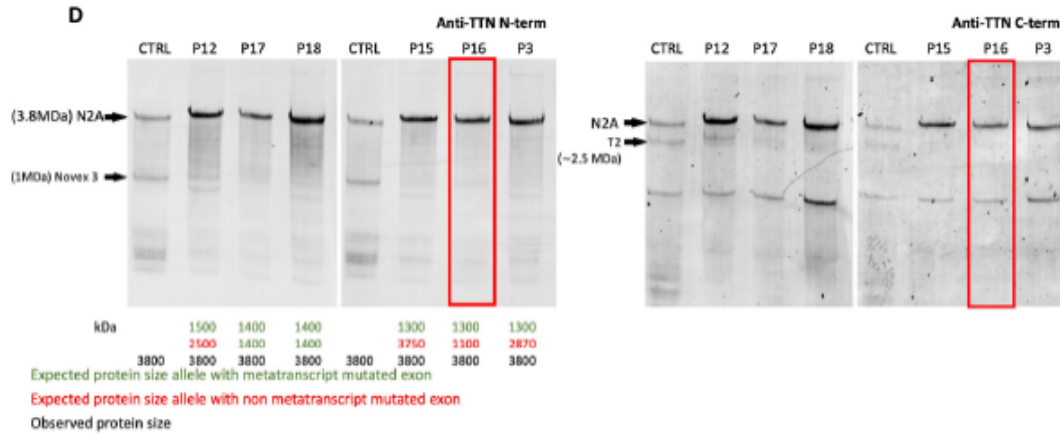 D
Anti-TTN N-term
Anti-TTN C-term
CTRL P12 P17 P18 CTRL P15 P16 P3
CTRL P12 P17 P18 CTRL P15 P16 P3
(3.8MDa) N2A
(1MDa) Novex 3
N2A
T2
(~2.5 MDa)
kDa 1500 1400 1400 1300 1300 1300
2500 1400 1400 3750 1100 2870
3800 3800 3800 3800 3800 3800 3800 3800
Expected protein size allele with metatranscript mutated exon
Expected protein size allele with non metatranscript mutated exon
Observed protein size